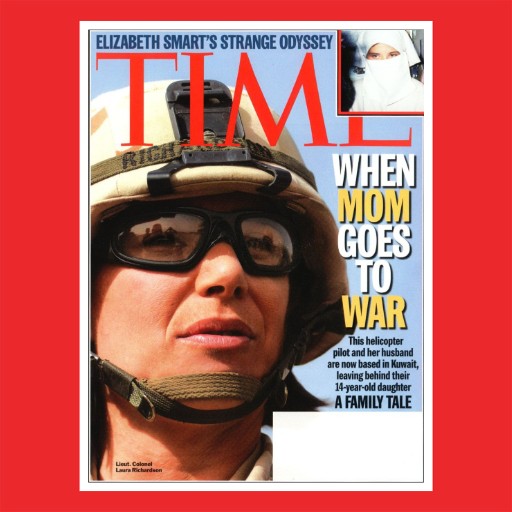 ELIZABETH SMART'S STRANGE ODYSSEY
TIME
WHEN
MOM
GOES
TO
WAR
This helicopter
pilot and her husband
are now based in Kuwait,
leaving behind their
14-year-old daughter
A FAMILY TALE
Lieut. Colonel
Laura Richardson